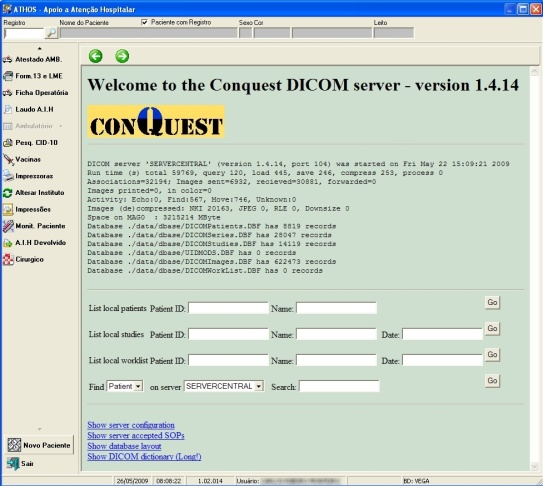 ATHOS - Apoio a Atenção Hospitalar
Registro Nome do Paciente Paciente com Registro Sexo Cor Leito
Atestado AMB.
Form.13 e LME
Ficha Operatória
Laudo A.I.H
Ambulatório
Pesq. CID-10
Vacinas
Impressoras
Alterar Instituto
Impressões
Monit. Paciente
A.I.H Devolvido
Cirurgico
Novo Paciente
Sair
Welcome to the Conquest DICOM server - version 1.4.14
CONQUEST
DICOM server 'SERVERCENTRAL' (version 1.4.14, port 104) was started on Fri May 22 15:09:21 2009
Run time (s) total 59769, query 120, load 445, save 246, compress 253, process 0
Associations=32194; Images sent=6932, recieved=30881, forwarded=0
Images printed=0, in color=0
Activity: Echo:0, Find:567, Move:746, Unknown:0
Images (de)compressed: NKI 20163, JPEG 0, RLE 0, Downsize 0
Space on MAG0 : 3215214 MByte
Database ./data/dbase/DICOMPatients.DBF has 8819 records
Database ./data/dbase/DICOMSeries.DBF has 28047 records
Database ./data/dbase/DICOMStudies.DBF has 14119 records
Database ./data/dbase/UIDMODS.DBF has 0 records
Database ./data/dbase/DICOMImages.DBF has 622473 records
Database ./data/dbase/DICOMWorkList.DBF has 0 records
List local patients Patient ID: Name: Go
List local studies Patient ID: Name: Date: Go
List local worklist Patient ID: Name: Date: Go
Find Patient on server SERVERCENTRAL Search: Go
Show server configuration
Show server accepted SOPs
Show database layout
Show DICOM dictionary (Long!)
26/05/2009 08:08:22 1.02.014 Usuário: BD: VEGA